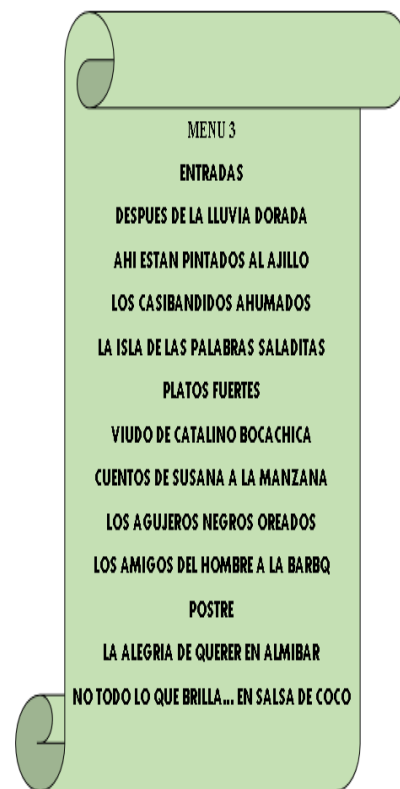 MENU 3
ENTRADAS
DESPUES DE LA LLUVIA DORADA
AHI ESTAN PINTADOS AL AJILLO
LOS CASIBANDIDOS AHUMADOS
LA ISLA DE LAS PALABRAS SALADITAS
PLATOS FUERTES
VIUDO DE CATALINO BOCACHICA
CUENTOS DE SUSANA A LA MANZANA
LOS AGUJEROS NEGROS OREADOS
LOS AMIGOS DEL HOMBRE A LA BARBQ
POSTRE
LA ALEGRIA DE QUERER EN ALMIBAR
NO TODO LO QUE BRILLA... EN SALSA DE COCO